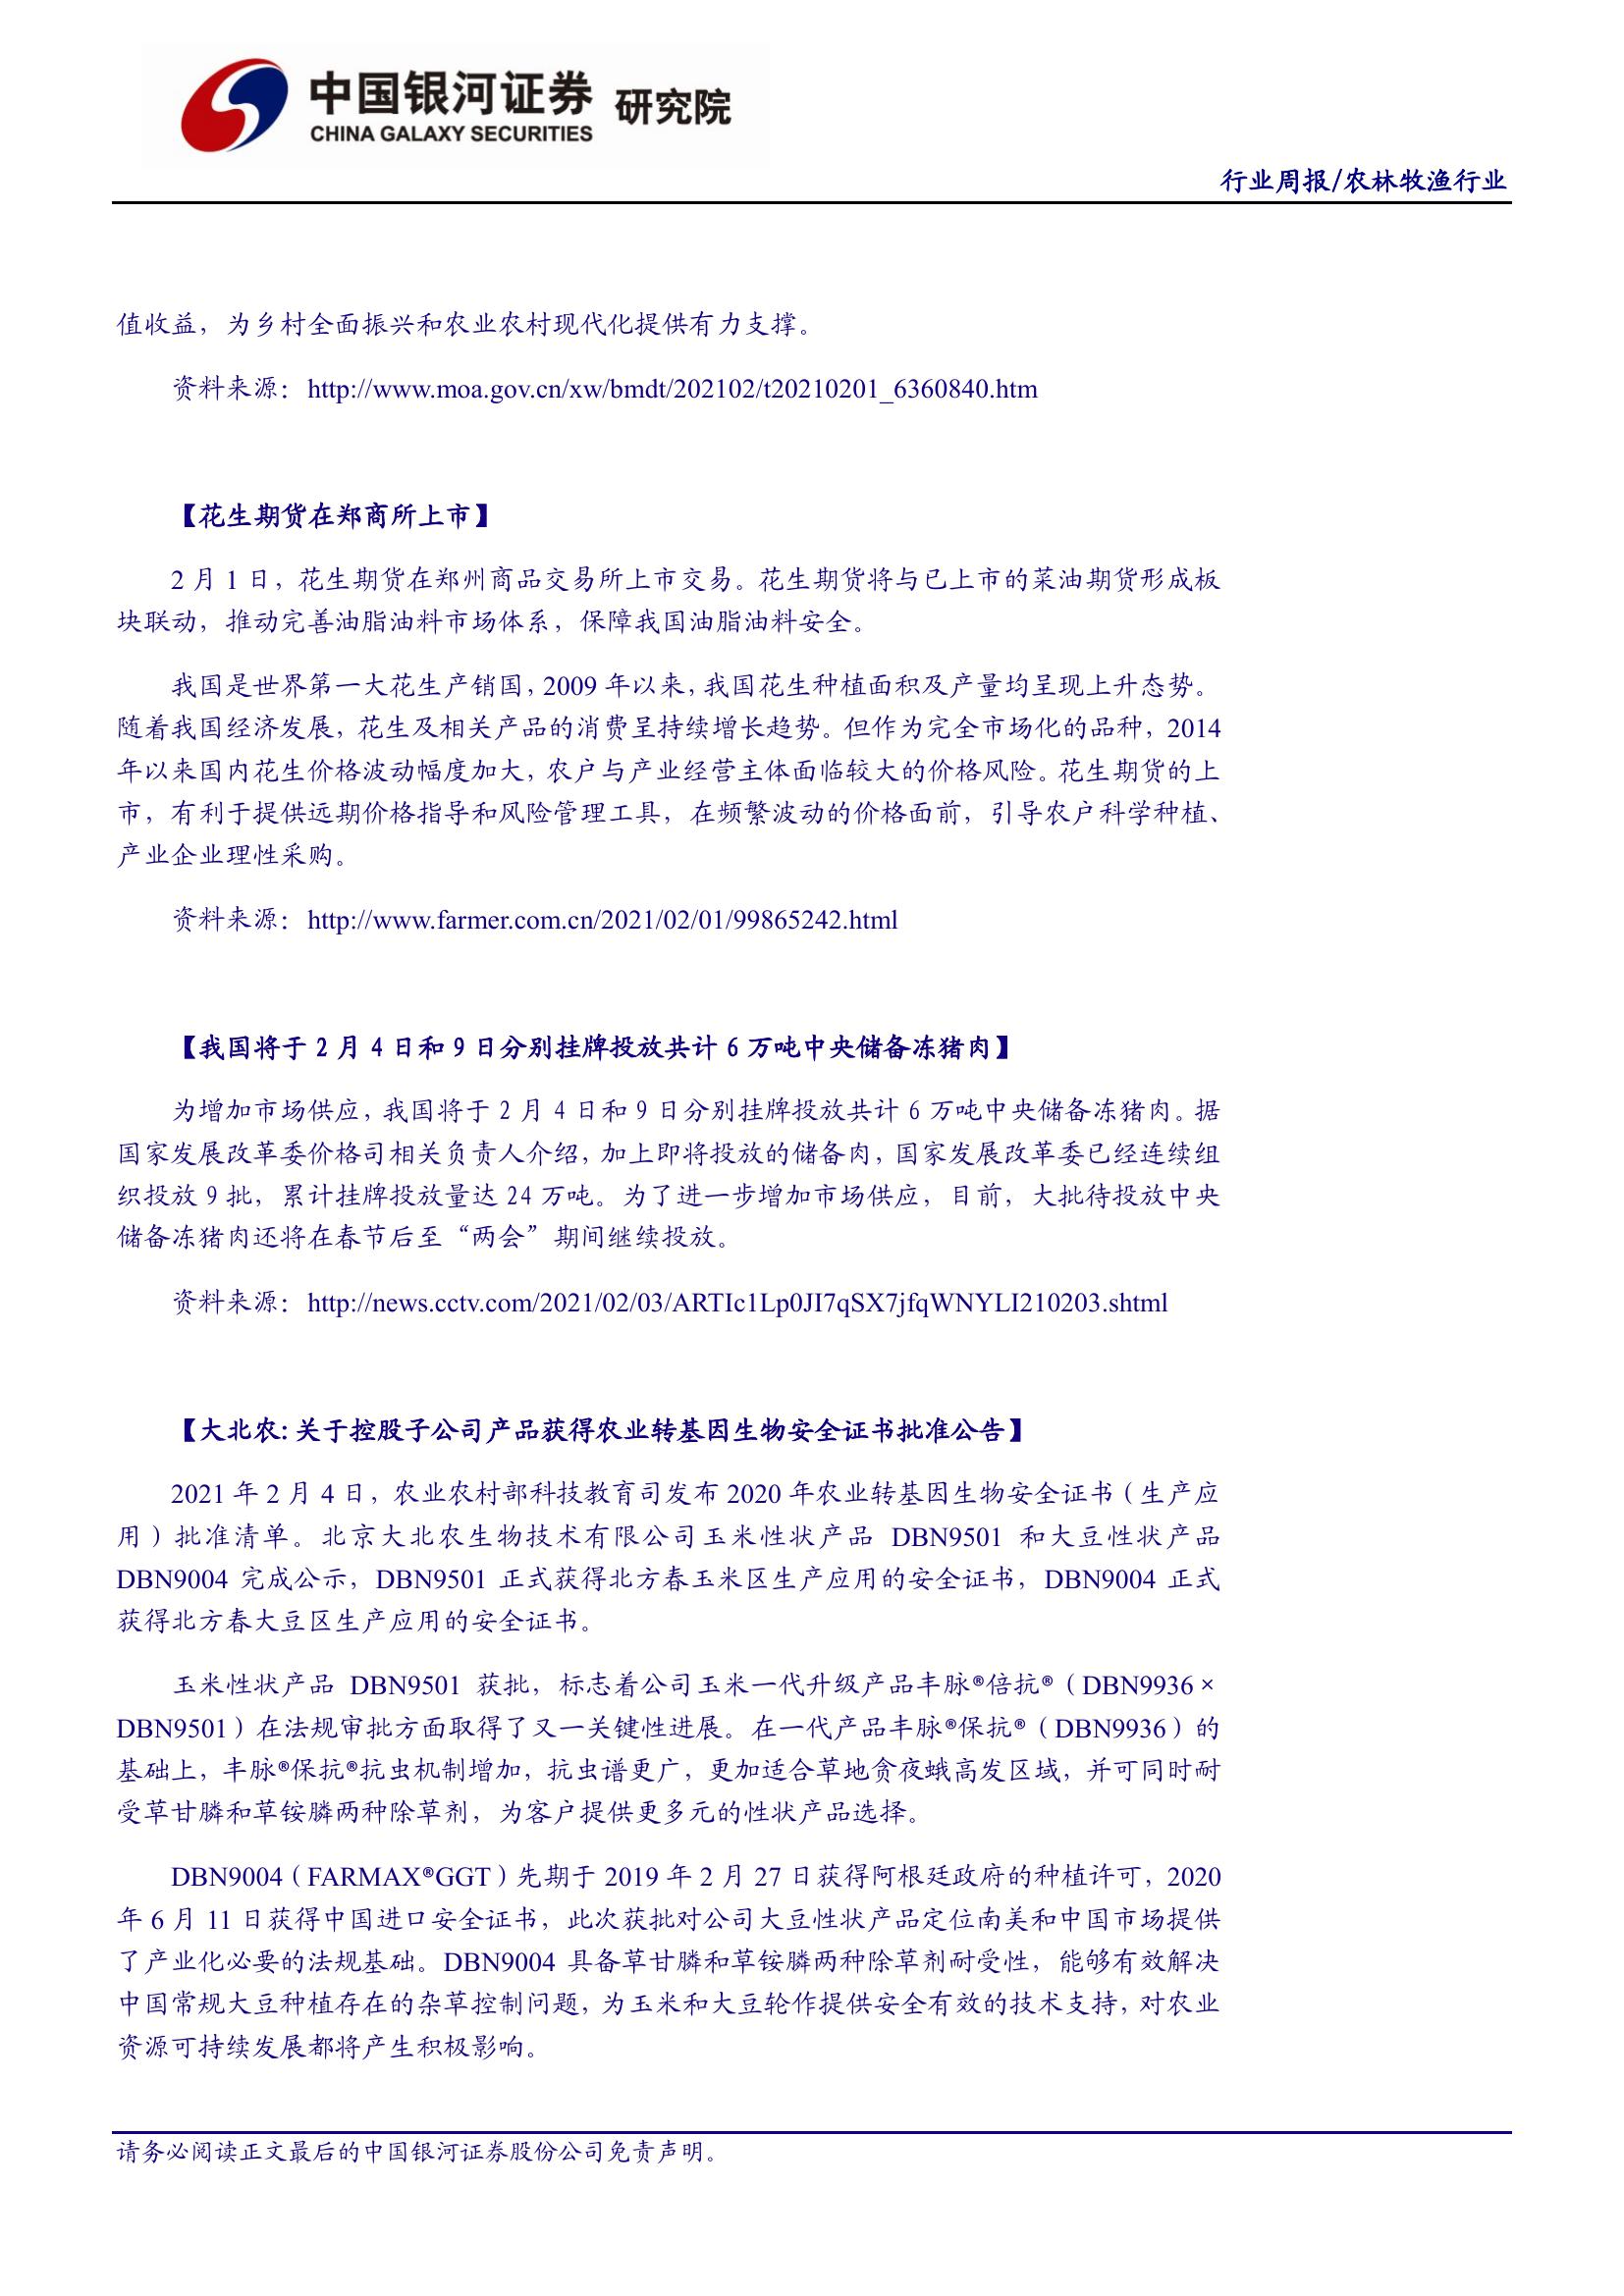 中国银河证券 研究院
CHINA GALAXY SECURITIES
行业周报/农林牧渔行业
值收益，为乡村全面振兴和农业农村现代化提供有力支撑。
资料来源：http://www.moa.gov.cn/xw/bmdt/202102/t20210201_6360840.htm
【花生期货在郑商所上市】
2 月 1 日，花生期货在郑州商品交易所上市交易。花生期货将与已上市的菜油期货形成板
块联动，推动完善油脂油料市场体系，保障我国油脂油料安全。
我国是世界第一大花生产销国，2009 年以来，我国花生种植面积及产量均呈现上升态势。
随着我国经济发展，花生及相关产品的消费呈持续增长趋势。但作为完全市场化的品种，2014
年以来国内花生价格波动幅度加大，农户与产业经营主体面临较大的价格风险。花生期货的上
市，有利于提供远期价格指导和风险管理工具，在频繁波动的价格面前，引导农户科学种植、
产业企业理性采购。
资料来源：http://www.farmer.com.cn/2021/02/01/99865242.html
【我国将于 2 月 4 日和 9 日分别挂牌投放共计 6 万吨中央储备冻猪肉】
为增加市场供应，我国将于 2 月 4 日和 9 日分别挂牌投放共计 6 万吨中央储备冻猪肉。据
国家发展改革委价格司相关负责人介绍，加上即将投放的储备肉，国家发展改革委已经连续组
织投放 9 批，累计挂牌投放量达 24 万吨。为了进一步增加市场供应，目前，大批待投放中央
储备冻猪肉还将在春节后至“两会”期间继续投放。
资料来源：http://news.cctv.com/2021/02/03/ARTIc1Lp0JI7qSX7jfqWNYLI210203.shtml
【大北农:关于控股子公司产品获得农业转基因生物安全证书批准公告】
2021 年 2 月 4 日，农业农村部科技教育司发布 2020 年农业转基因生物安全证书（生产应
用）批准清单。北京大北农生物技术有限公司玉米性状产品 DBN9501 和大豆性状产品
DBN9004 完成公示，DBN9501 正式获得北方春玉米区生产应用的安全证书，DBN9004 正式
获得北方春大豆区生产应用的安全证书。
玉米性状产品 DBN9501 获批，标志着公司玉米一代升级产品丰脉®倍抗®（DBN9936×
DBN9501）在法规审批方面取得了又一关键性进展。在一代产品丰脉®保抗®（DBN9936）的
基础上，丰脉®保抗®抗虫机制增加，抗虫谱更广，更加适合草地贪夜蛾高发区域，并可同时耐
受草甘膦和草铵膦两种除草剂，为客户提供更多元的性状产品选择。
DBN9004（FARMAX®GGT）先期于 2019 年 2 月 27 日获得阿根廷政府的种植许可，2020
年 6 月 11 日获得中国进口安全证书，此次获批对公司大豆性状产品定位南美和中国市场提供
了产业化必要的法规基础。DBN9004 具备草甘膦和草铵膦两种除草剂耐受性，能够有效解决
中国常规大豆种植存在的杂草控制问题，为玉米和大豆轮作提供安全有效的技术支持，对农业
资源可持续发展都将产生积极影响。
请务必阅读正文最后的中国银河证券股份公司免责声明。